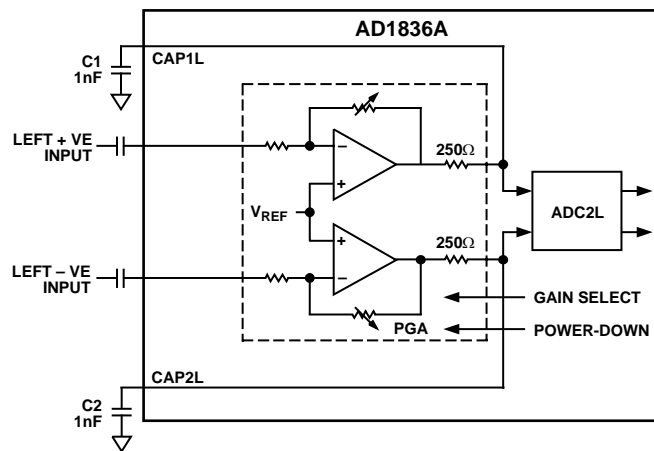 AD1836A
C1
1nF
CAP1L
LEFT + VE
INPUT
−
+
250Ω
VREF
ADC2L
+
−
250Ω
LEFT – VE
INPUT
GAIN SELECT
PGA
POWER-DOWN
CAP2L
C2
1nF